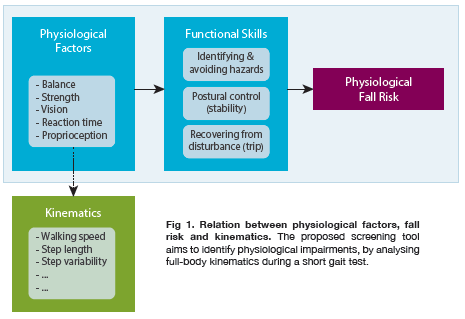 Physiological
Factors
- Balance
- Strength
- Vision
- Reaction time
- Proprioception
Functional Skills
Identifying &
avoiding hazards
Postural control
(stability)
Recovering from
disturbance (trip)
Physiological
Fall Risk
Kinematics
- Walking speed
- Step length
- Step variability
- ...
- ...
Fig 1. Relation between physiological factors, fall
risk and kinematics. The proposed screening tool
aims to identify physiological impairments, by analysing
full-body kinematics during a short gait test.